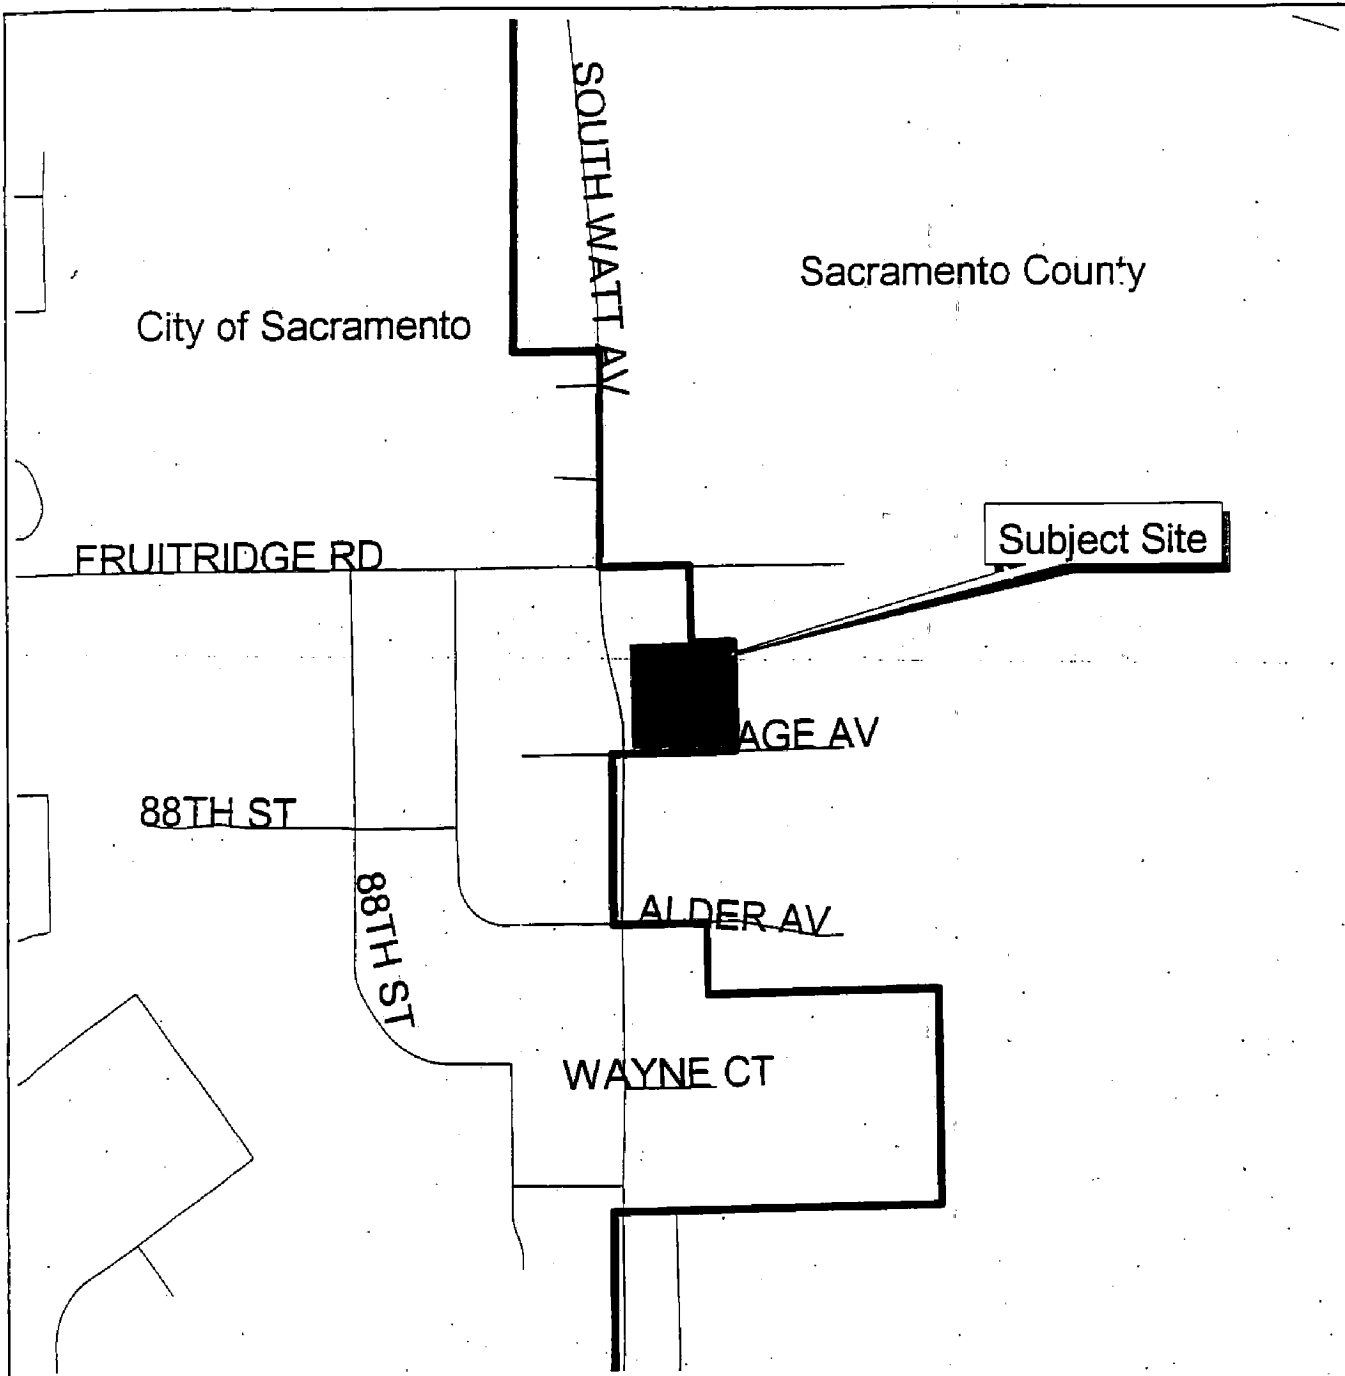 SOUTH WATT AV
Sacramento County
City of Sacramento
Subject Site
FRUITRIDGE RD
AGE AV
88TH ST
88TH ST
ALDER AV
WAYNE CT